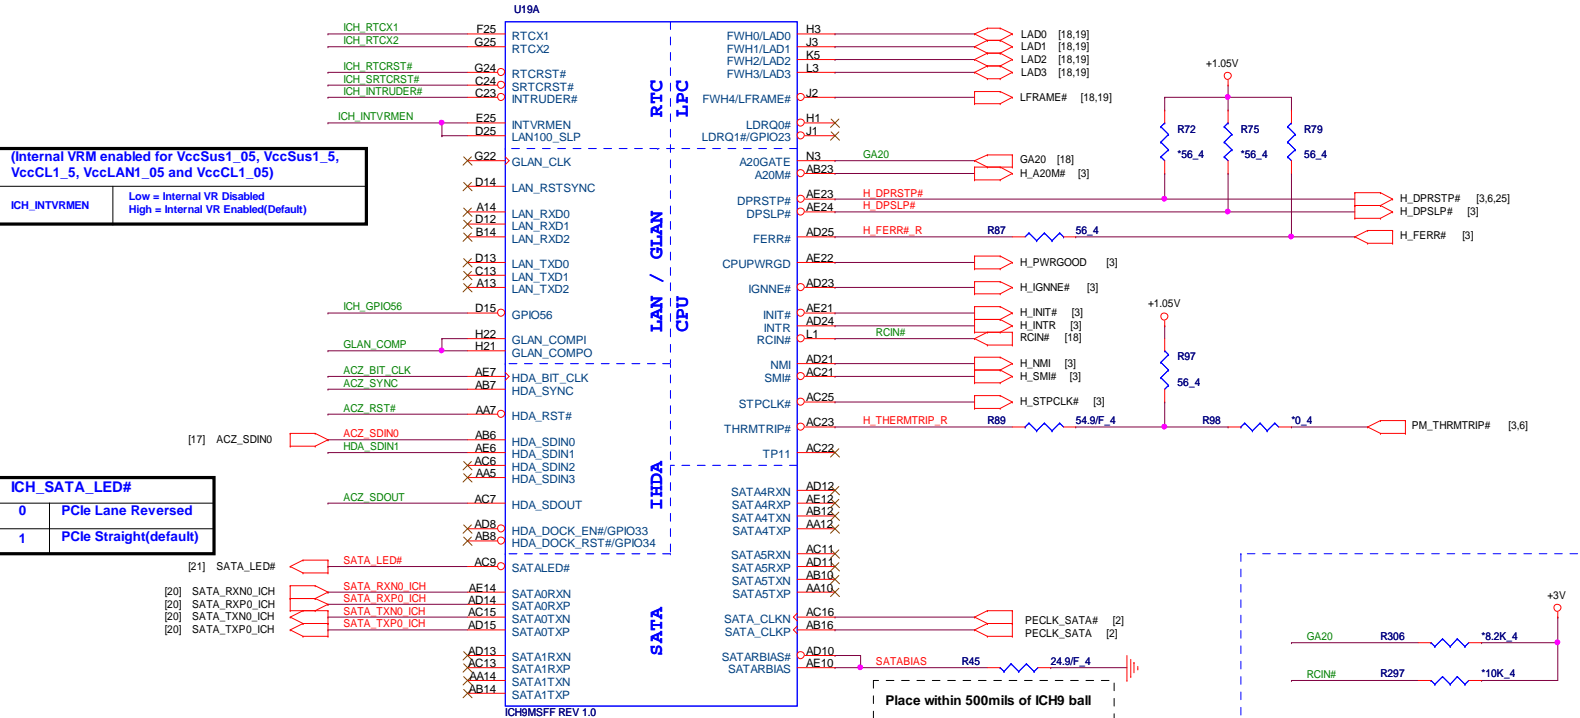 U19A
ICH_RTCX1 F25 RTCX1
ICH_RTCX2 G25 RTCX2
ICH_RTCRST# G24 RTCRST#
ICH_SRTCRST# C24 SRTCRST#
ICH_INTRUDER# C23 INTRUDER#
ICH_INTVRMEN E25 INTVRMEN
D25 LAN100_SLP
(Internal VRM enabled for VccSus1_05, VccSus1_5,
VccCL1_5, VccLAN1_05 and VccCL1_05)
ICH_INTVRMEN
Low = Internal VR Disabled
High = Internal VR Enabled(Default)
G22 GLAN_CLK
D14 LAN_RSTSYNC
A14 LAN_RXD0
D12 LAN_RXD1
B14 LAN_RXD2
D13 LAN_TXD0
C13 LAN_TXD1
A13 LAN_TXD2
ICH_GPIO56 D15 GPIO56
H22 GLAN_COMPI
GLAN_COMP H21 GLAN_COMPO
ACZ_BIT_CLK AE7 HDA_BIT_CLK
ACZ_SYNC AB7 HDA_SYNC
ACZ_RST# AA7 HDA_RST#
[17] ACZ_SDIN0 ACZ_SDIN0 AB6 HDA_SDIN0
HDA_SDIN1 AE6 HDA_SDIN1
AC6 HDA_SDIN2
AA5 HDA_SDIN3
ACZ_SDOUT AC7 HDA_SDOUT
AD8 HDA_DOCK_EN#/GPIO33
AB8 HDA_DOCK_RST#/GPIO34
ICH_SATA_LED#
0 PCIe Lane Reversed
1 PCIe Straight(default)
[21] SATA_LED# SATA_LED# AC9 SATALED#
[20] SATA_RXN0_ICH SATA_RXN0_ICH AE14 SATA0RXN
[20] SATA_RXP0_ICH SATA_RXP0_ICH AD14 SATA0RXP
[20] SATA_TXN0_ICH SATA_TXN0_ICH AC15 SATA0TXN
[20] SATA_TXP0_ICH SATA_TXP0_ICH AD15 SATA0TXP
AD13 SATA1RXN
AC13 SATA1RXP
AA14 SATA1TXN
AB14 SATA1TXP
ICH9MSFF REV 1.0
RTC
LPC
LAN / GLAN
CPU
IHDA
SATA
FWH0/LAD0 H3 LAD0 [18,19]
FWH1/LAD1 J3 LAD1 [18,19]
FWH2/LAD2 K5 LAD2 [18,19]
FWH3/LAD3 L3 LAD3 [18,19]
FWH4/LFRAME# J2 LFRAME# [18,19]
LDRQ0# H1
LDRQ1#/GPIO23 J1
A20GATE N3 GA20 GA20 [18]
A20M# AB23 H_A20M# [3]
DPRSTP# AE23 H_DPRSTP# H_DPRSTP# [3,6,25]
DPSLP# AE24 H_DPSLP# H_DPSLP# [3]
FERR# AD25 H_FERR#_R R87 56_4 H_FERR# [3]
+1.05V
R72 *56_4
R75 *56_4
R79 56_4
CPUPWRGD AE22 H_PWRGOOD [3]
IGNNE# AD23 H_IGNNE# [3]
INIT# AE21 H_INIT# [3]
INTR AD24 H_INTR [3]
RCIN# L1 RCIN# RCIN# [18]
NMI AD21 H_NMI [3]
SMI# AC21 H_SMI# [3]
STPCLK# AC25 H_STPCLK# [3]
+1.05V
R97
56_4
THRMTRIP# AC23 H_THERMTRIP_R R89 54.9/F_4 R98 *0_4 PM_THRMTRIP# [3,6]
TP11 AC22
SATA4RXN AD12
SATA4RXP AE12
SATA4TXN AB12
SATA4TXP AA12
SATA5RXN AC11
SATA5RXP AD11
SATA5TXN AB10
SATA5TXP AA10
SATA_CLKN AC16 PECLK_SATA# [2]
SATA_CLKP AB16 PECLK_SATA [2]
SATARBIAS# AD10
SATARBIAS AE10 SATABIAS R45 24.9/F_4
Place within 500mils of ICH9 ball
+3V
GA20 R306 *8.2K_4
RCIN# R297 *10K_4